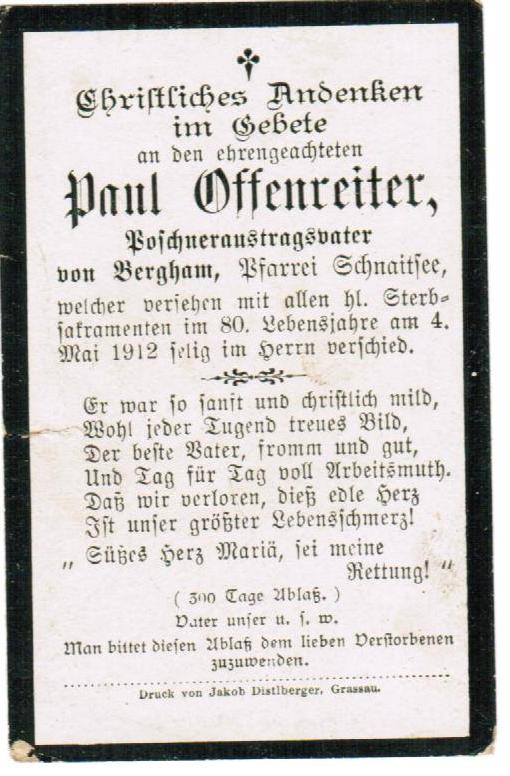 Christliches Andenken
im Gebete
an den ehrengeachteten
Paul Offenreiter,
Poschneraustragsvater
von Bergham, Pfarrei Schnaitsee,
welcher versehen mit allen hl. Sterb-
sakramenten im 80. Lebensjahre am 4.
Mai 1912 selig im Herrn verschied.
Er war so sanft und christlich mild,
Wohl jeder Tugend treues Bild,
Der beste Vater, fromm und gut,
Und Tag für Tag voll Arbeitsmuth.
Daß wir verloren, dieß edle Herz
Ist unser größter Lebensschmerz!
„ Süßes Herz Mariä, sei meine
Rettung! “
( 300 Tage Ablaß. )
Vater unser u. s. w.
Man bittet diesen Ablaß dem lieben Verstorbenen
zuzuwenden.
Druck von Jakob Distlberger, Grassau.